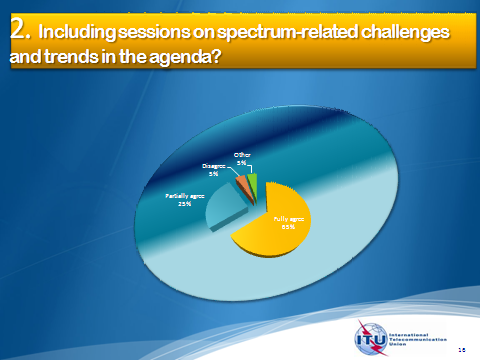 2. Including sessions on spectrum-related challenges
and trends in the agenda?
Other
5%
Disagree
5%
Partially agree
25%
Fully agree
65%
ITU
International
Telecommunication
Union